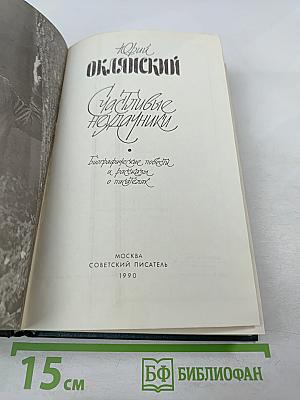 Юрий
ОКЛЯНСКИЙ
Счастливые
неудачники
Биографические повести
и рассказы
о писателях
МОСКВА
СОВЕТСКИЙ ПИСАТЕЛЬ
1990
15 см
БФ БИБЛИОФАН